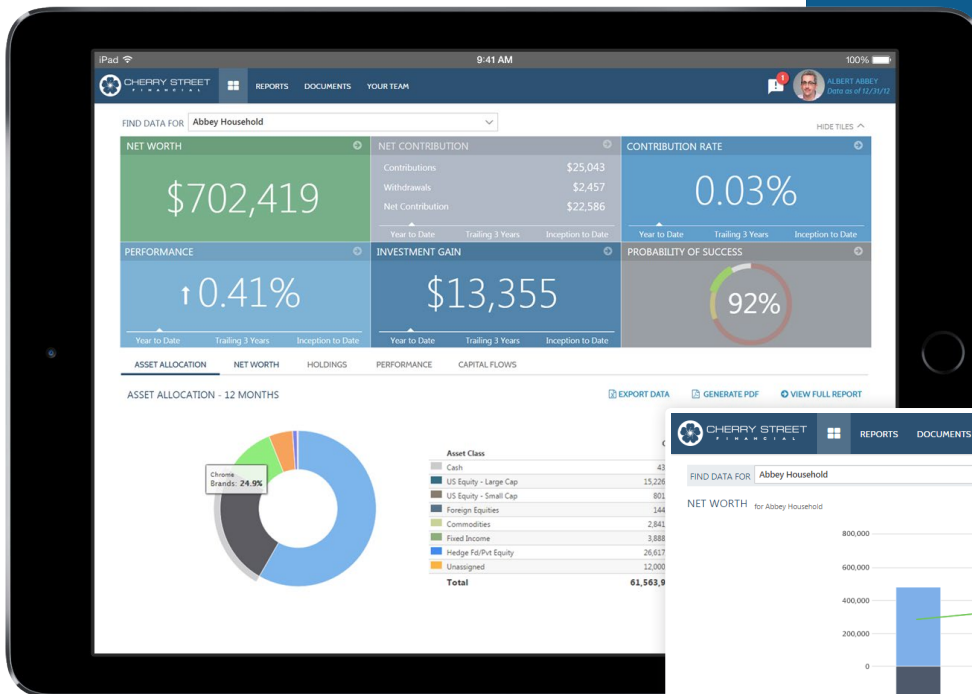 iPad 9:41 AM 100%
CHERRY STREET REPORTS DOCUMENTS YOUR TEAM 1 ALBERT ABBEY
FINANCIAL Data as of 12/31/12
FIND DATA FOR Abbey Household HIDE TILES
NET WORTH NET CONTRIBUTION CONTRIBUTION RATE
Contributions $25,043
$702,419 Withdrawals $2,457 0.03%
Net Contribution $22,586
Year to Date Trailing 3 Years Inception to Date Year to Date Trailing 3 Years Inception to Date
PERFORMANCE INVESTMENT GAIN PROBABILITY OF SUCCESS
0.41% $13,355 92%
Year to Date Trailing 3 Years Inception to Date Year to Date Trailing 3 Years Inception to Date
ASSET ALLOCATION NET WORTH HOLDINGS PERFORMANCE CAPITAL FLOWS
ASSET ALLOCATION - 12 MONTHS EXPORT DATA GENERATE PDF VIEW FULL REPORT
Chrome
Brands: 24.9%
Asset Class
Cash 43
US Equity - Large Cap 15,226
US Equity - Small Cap 801
Foreign Equities 144
Commodities 2,841
Fixed Income 3,888
Hedge Fd/Pvt Equity 26,617
Unassigned 12,000
Total 61,563,9
CHERRY STREET REPORTS DOCUMENTS
FINANCIAL
FIND DATA FOR Abbey Household
NET WORTH for Abbey Household
800,000
600,000
400,000
200,000
0